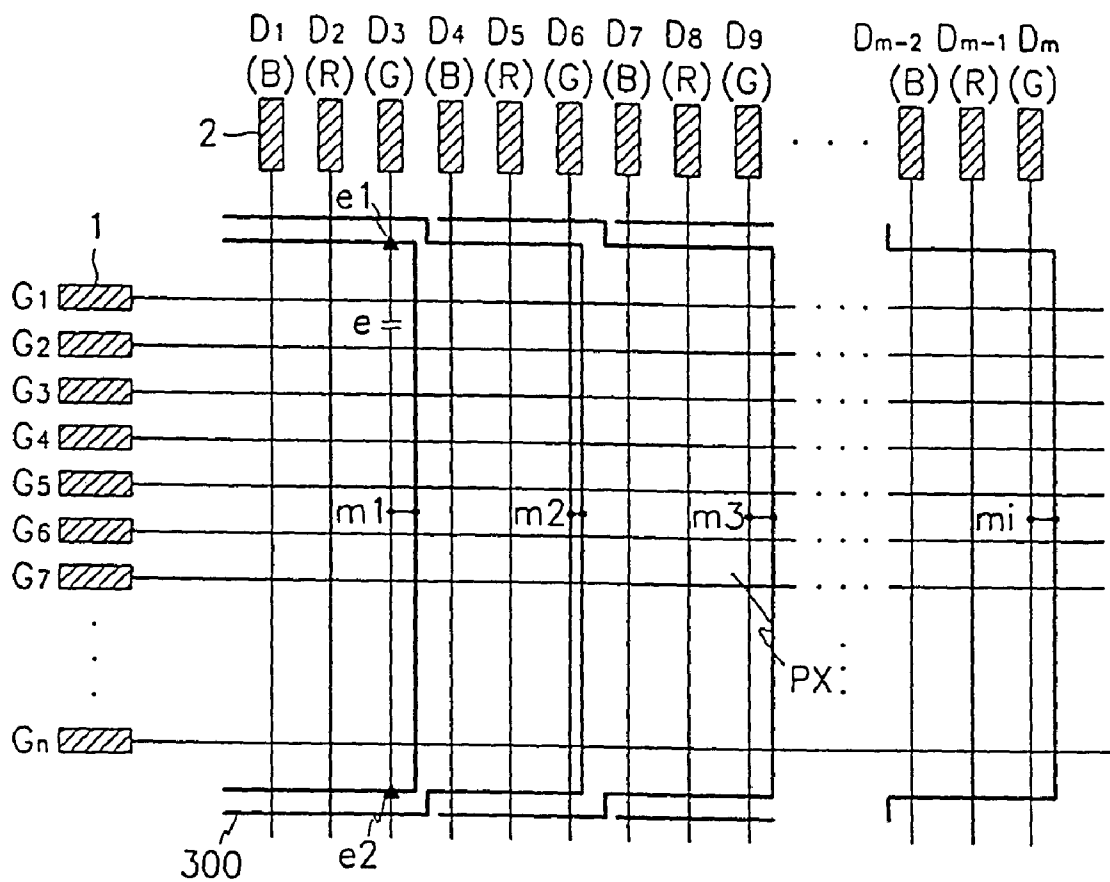 D1 D2 D3 D4 D5 D6 D7 D8 D9 Dm-2 Dm-1 Dm
(B) (R) (G) (B) (R) (G) (B) (R) (G) (B) (R) (G)
2
. . .
e1
1
G1
. . .
e
G2
. . .
G3
. . .
G4
. . .
G5
. . .
m1 m2 m3 mi
G6
. . .
G7
. . .
PX
Gn
300
e2